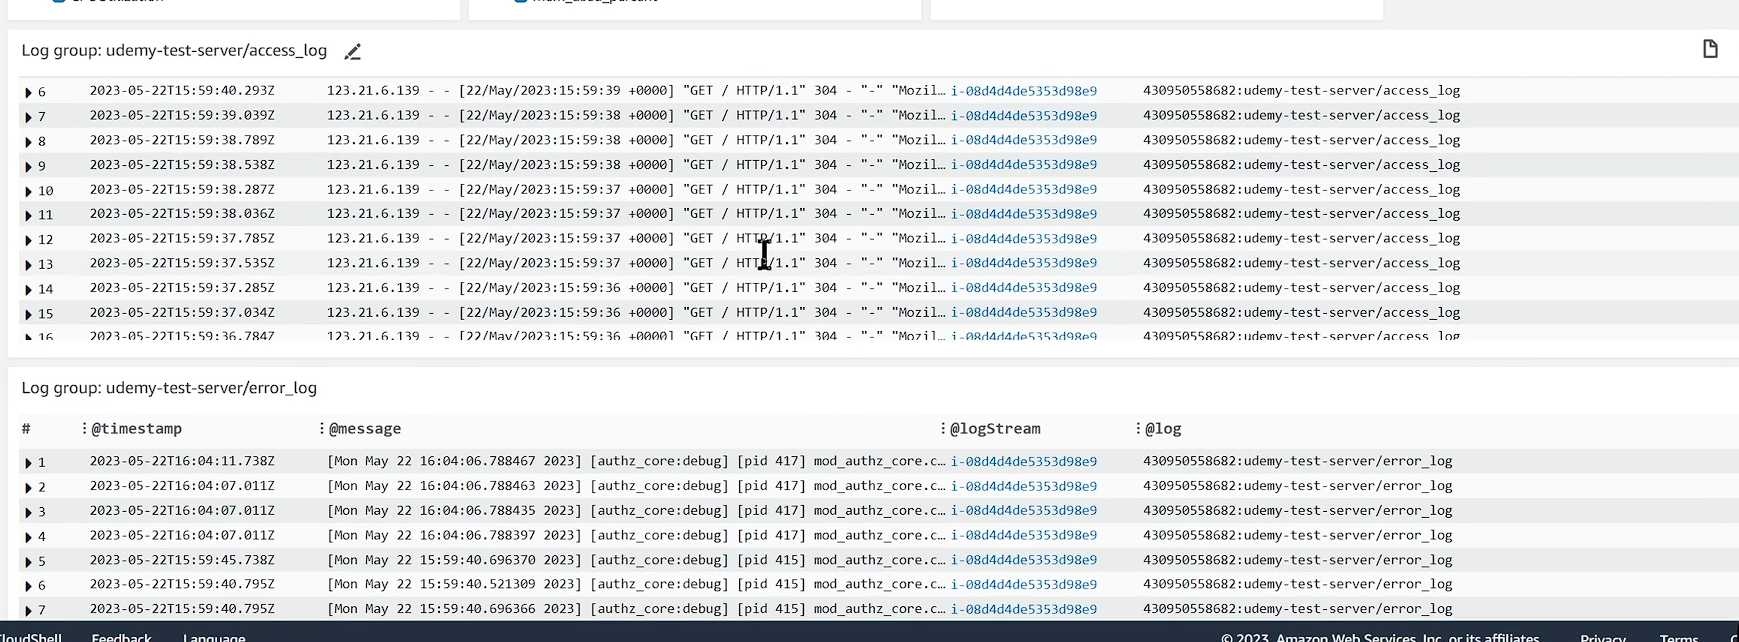 Log group: udemy-test-server/access_log
6 2023-05-22T15:59:40.293Z 123.21.6.139 - - [22/May/2023:15:59:39 +0000] "GET / HTTP/1.1" 304 - "-" "Mozil… i-08d4d4de5353d98e9 430950558682:udemy-test-server/access_log
7 2023-05-22T15:59:39.039Z 123.21.6.139 - - [22/May/2023:15:59:38 +0000] "GET / HTTP/1.1" 304 - "-" "Mozil… i-08d4d4de5353d98e9 430950558682:udemy-test-server/access_log
8 2023-05-22T15:59:38.789Z 123.21.6.139 - - [22/May/2023:15:59:38 +0000] "GET / HTTP/1.1" 304 - "-" "Mozil… i-08d4d4de5353d98e9 430950558682:udemy-test-server/access_log
9 2023-05-22T15:59:38.538Z 123.21.6.139 - - [22/May/2023:15:59:38 +0000] "GET / HTTP/1.1" 304 - "-" "Mozil… i-08d4d4de5353d98e9 430950558682:udemy-test-server/access_log
10 2023-05-22T15:59:38.287Z 123.21.6.139 - - [22/May/2023:15:59:37 +0000] "GET / HTTP/1.1" 304 - "-" "Mozil… i-08d4d4de5353d98e9 430950558682:udemy-test-server/access_log
11 2023-05-22T15:59:38.036Z 123.21.6.139 - - [22/May/2023:15:59:37 +0000] "GET / HTTP/1.1" 304 - "-" "Mozil… i-08d4d4de5353d98e9 430950558682:udemy-test-server/access_log
12 2023-05-22T15:59:37.785Z 123.21.6.139 - - [22/May/2023:15:59:37 +0000] "GET / HTTP/1.1" 304 - "-" "Mozil… i-08d4d4de5353d98e9 430950558682:udemy-test-server/access_log
13 2023-05-22T15:59:37.535Z 123.21.6.139 - - [22/May/2023:15:59:37 +0000] "GET / HTTP/1.1" 304 - "-" "Mozil… i-08d4d4de5353d98e9 430950558682:udemy-test-server/access_log
14 2023-05-22T15:59:37.285Z 123.21.6.139 - - [22/May/2023:15:59:36 +0000] "GET / HTTP/1.1" 304 - "-" "Mozil… i-08d4d4de5353d98e9 430950558682:udemy-test-server/access_log
15 2023-05-22T15:59:37.034Z 123.21.6.139 - - [22/May/2023:15:59:36 +0000] "GET / HTTP/1.1" 304 - "-" "Mozil… i-08d4d4de5353d98e9 430950558682:udemy-test-server/access_log
16 2023-05-22T15:59:36.784Z 123.21.6.139 - - [22/May/2023:15:59:36 +0000] "GET / HTTP/1.1" 304 - "-" "Mozil… i-08d4d4de5353d98e9 430950558682:udemy-test-server/access_log
Log group: udemy-test-server/error_log
# @timestamp @message @logStream @log
1 2023-05-22T16:04:11.738Z [Mon May 22 16:04:06.788467 2023] [authz_core:debug] [pid 417] mod_authz_core.c… i-08d4d4de5353d98e9 430950558682:udemy-test-server/error_log
2 2023-05-22T16:04:07.011Z [Mon May 22 16:04:06.788463 2023] [authz_core:debug] [pid 417] mod_authz_core.c… i-08d4d4de5353d98e9 430950558682:udemy-test-server/error_log
3 2023-05-22T16:04:07.011Z [Mon May 22 16:04:06.788435 2023] [authz_core:debug] [pid 417] mod_authz_core.c… i-08d4d4de5353d98e9 430950558682:udemy-test-server/error_log
4 2023-05-22T16:04:07.011Z [Mon May 22 16:04:06.788397 2023] [authz_core:debug] [pid 417] mod_authz_core.c… i-08d4d4de5353d98e9 430950558682:udemy-test-server/error_log
5 2023-05-22T15:59:45.738Z [Mon May 22 15:59:40.696370 2023] [authz_core:debug] [pid 415] mod_authz_core.c… i-08d4d4de5353d98e9 430950558682:udemy-test-server/error_log
6 2023-05-22T15:59:40.795Z [Mon May 22 15:59:40.521309 2023] [authz_core:debug] [pid 415] mod_authz_core.c… i-08d4d4de5353d98e9 430950558682:udemy-test-server/error_log
7 2023-05-22T15:59:40.795Z [Mon May 22 15:59:40.696366 2023] [authz_core:debug] [pid 415] mod_authz_core.c… i-08d4d4de5353d98e9 430950558682:udemy-test-server/error_log
CloudShell Feedback Language © 2023, Amazon Web Services, Inc. or its affiliates. Privacy Terms